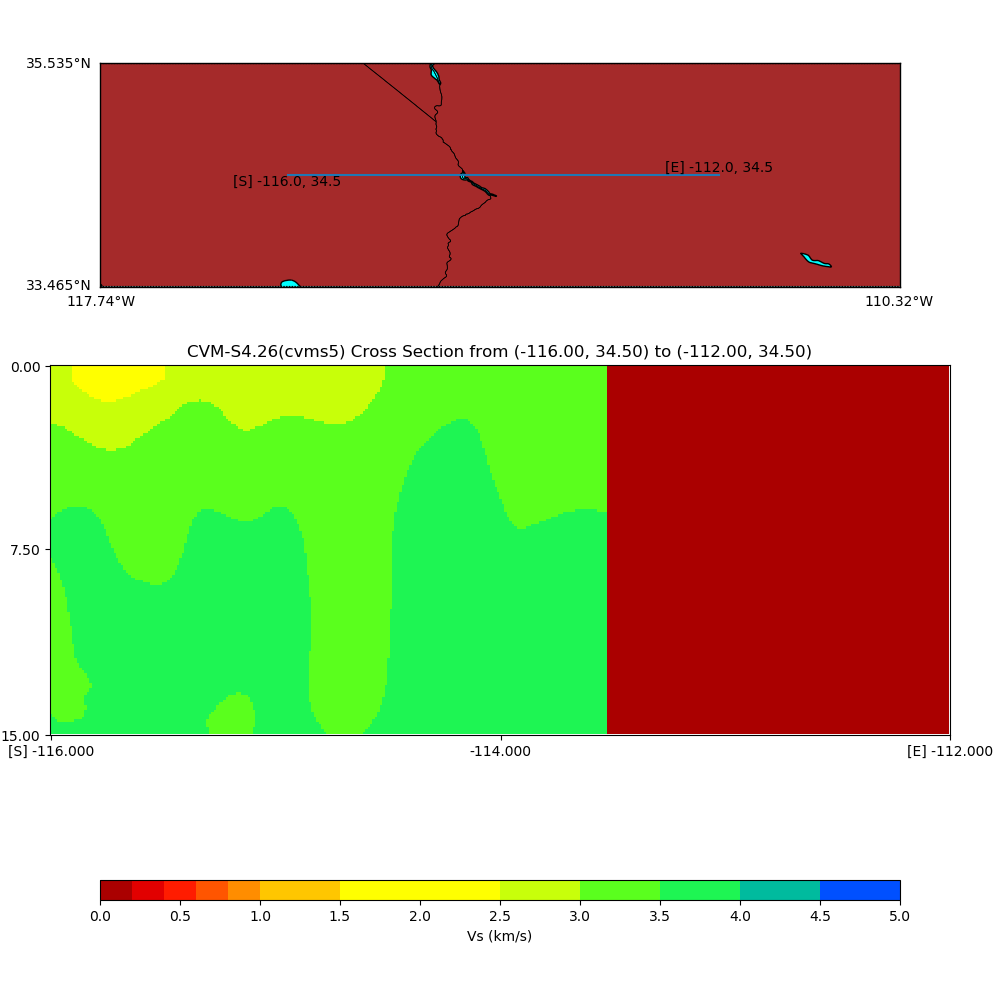 35.535°N
[E] -112.0, 34.5
[S] -116.0, 34.5
33.465°N
117.74°W 110.32°W
CVM-S4.26(cvms5) Cross Section from (-116.00, 34.50) to (-112.00, 34.50)
0.00
7.50
15.00
[S] -116.000 -114.000 [E] -112.000
0.0 0.5 1.0 1.5 2.0 2.5 3.0 3.5 4.0 4.5 5.0
Vs (km/s)